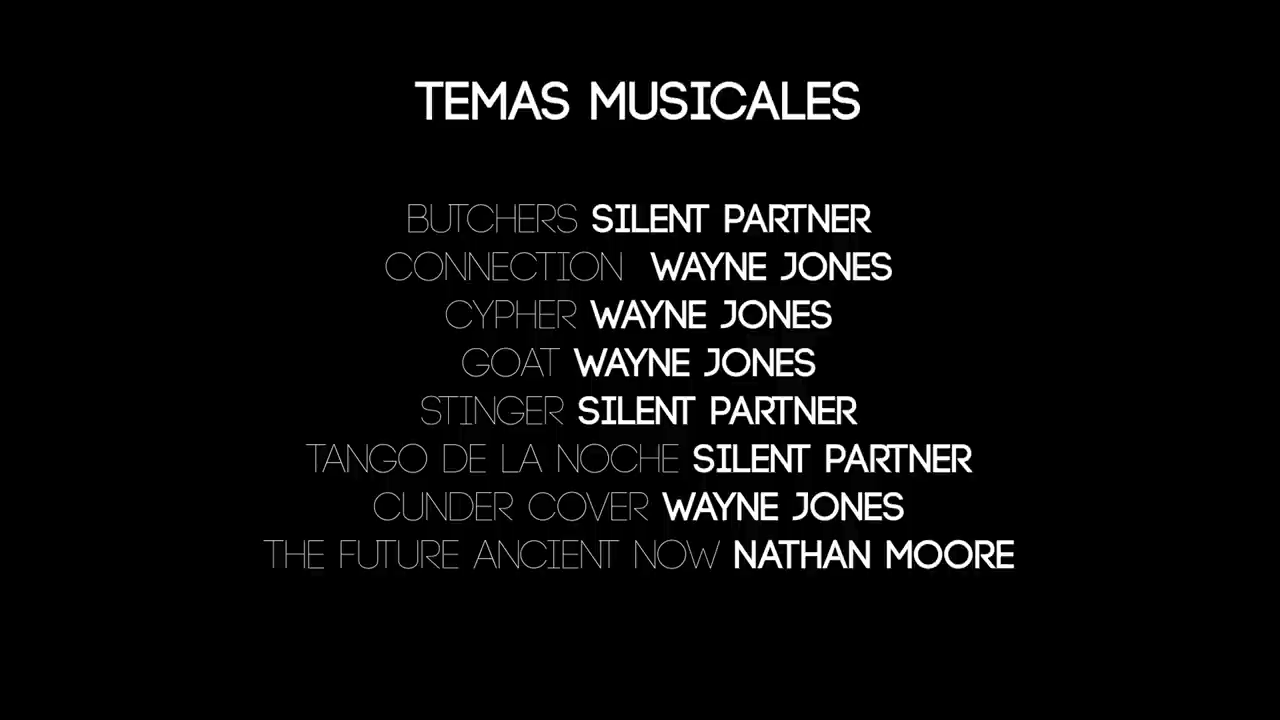 TEMAS MUSICALES
BUTCHERS SILENT PARTNER
CONNECTION WAYNE JONES
CYPHER WAYNE JONES
GOAT WAYNE JONES
STINGER SILENT PARTNER
TANGO DE LA NOCHE SILENT PARTNER
CUNDER COVER WAYNE JONES
THE FUTURE ANCIENT NOW NATHAN MOORE